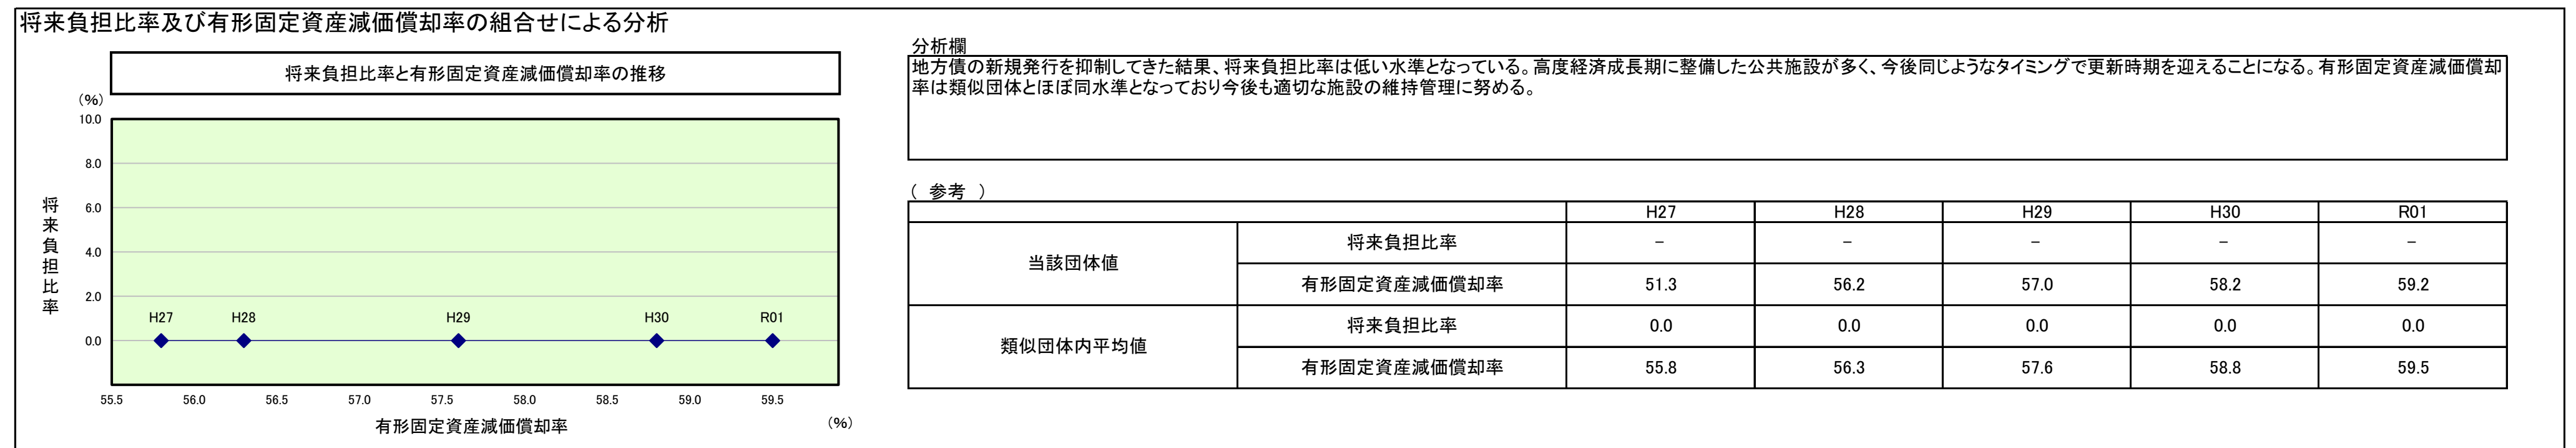 将来負担比率及び有形固定資産減価償却率の組合せによる分析
将来負担比率と有形固定資産減価償却率の推移
(%)
10.0
8.0
6.0
4.0
2.0
0.0
将来負担比率
H27 H28 H29 H30 R01
55.5 56.0 56.5 57.0 57.5 58.0 58.5 59.0 59.5
有形固定資産減価償却率
(%)
分析欄
地方債の新規発行を抑制してきた結果、将来負担比率は低い水準となっている。高度経済成長期に整備した公共施設が多く、今後同じようなタイミングで更新時期を迎えることになる。有形固定資産減価償却
率は類似団体とほぼ同水準となっており今後も適切な施設の維持管理に努める。
( 参考 )
H27 H28 H29 H30 R01
当該団体値
将来負担比率 － － － － －
有形固定資産減価償却率 51.3 56.2 57.0 58.2 59.2
類似団体内平均値
将来負担比率 0.0 0.0 0.0 0.0 0.0
有形固定資産減価償却率 55.8 56.3 57.6 58.8 59.5